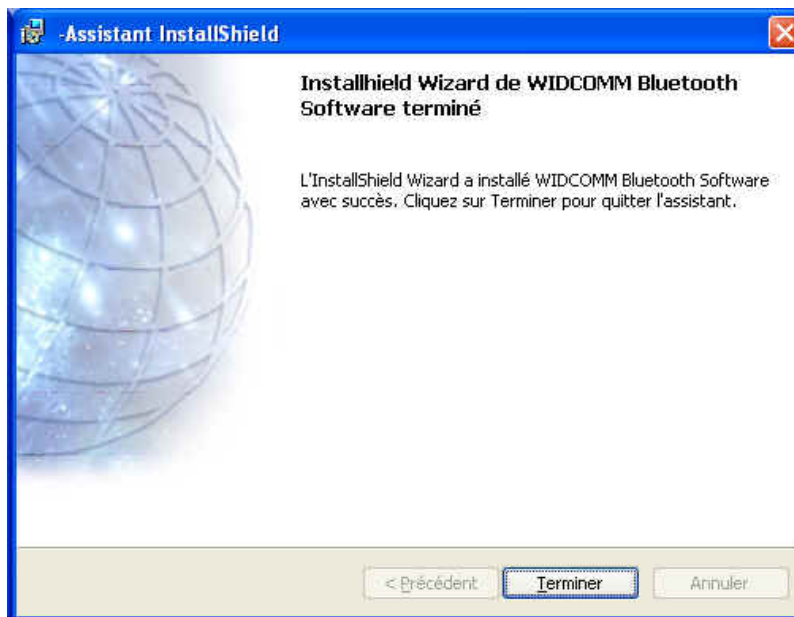 -Assistant InstallShield
Installhield Wizard de WIDCOMM Bluetooth
Software terminé
L'InstallShield Wizard a installé WIDCOMM Bluetooth Software
avec succès. Cliquez sur Terminer pour quitter l'assistant.
< Précédent
Terminer
Annuler